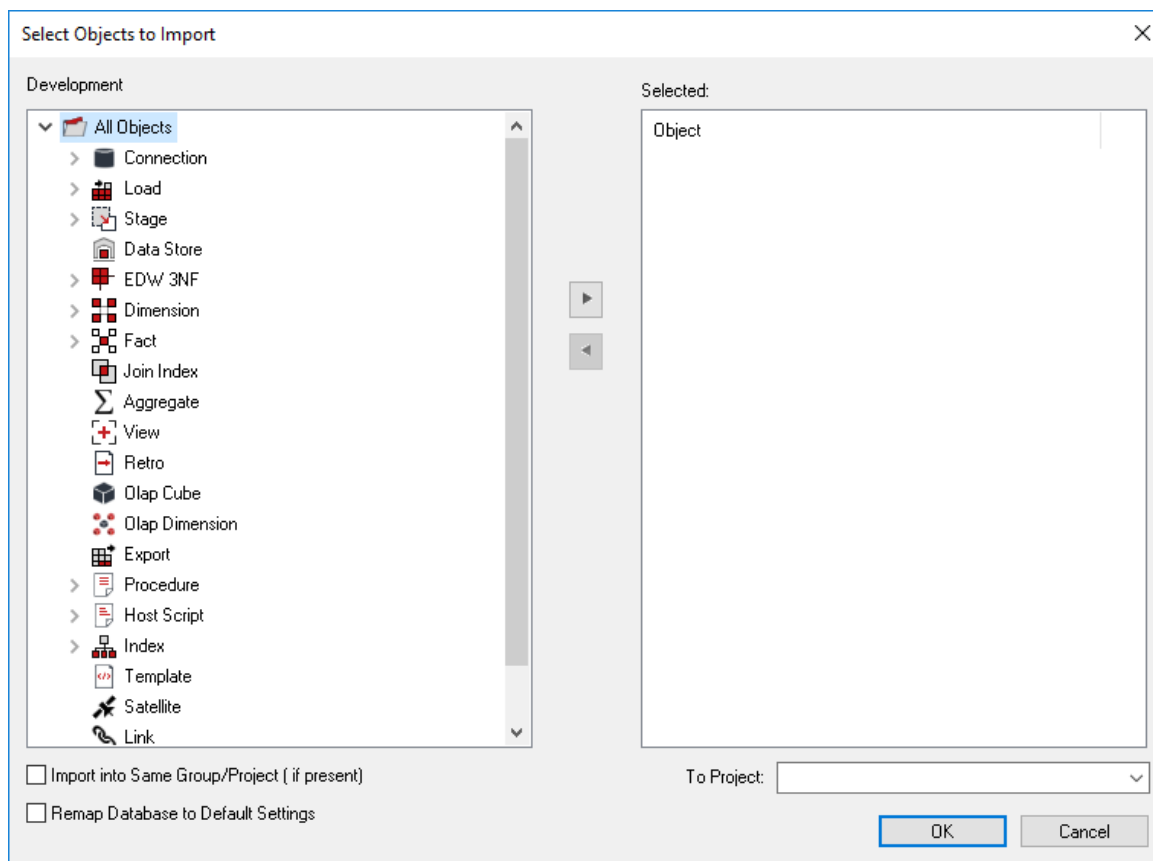 Select Objects to Import
Development
Selected:
All Objects
Object
Connection
Load
Stage
Data Store
EDW 3NF
Dimension
Fact
Join Index
Aggregate
View
Retro
Olap Cube
Olap Dimension
Export
Procedure
Host Script
Index
Template
Satellite
Link
Import into Same Group/Project ( if present)
To Project:
Remap Database to Default Settings
OK
Cancel